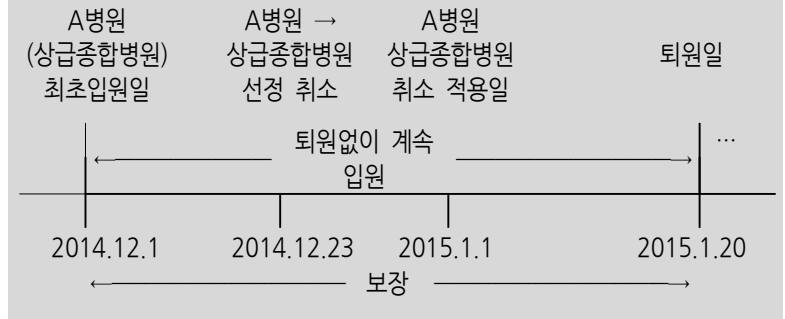 A병원
(상급종합병원)
최초입원일
A병원 →
상급종합병원
선정 취소
A병원
상급종합병원
취소 적용일
퇴원일
퇴원없이 계속
입원
…
2014.12.1
2014.12.23
2015.1.1
2015.1.20
보장